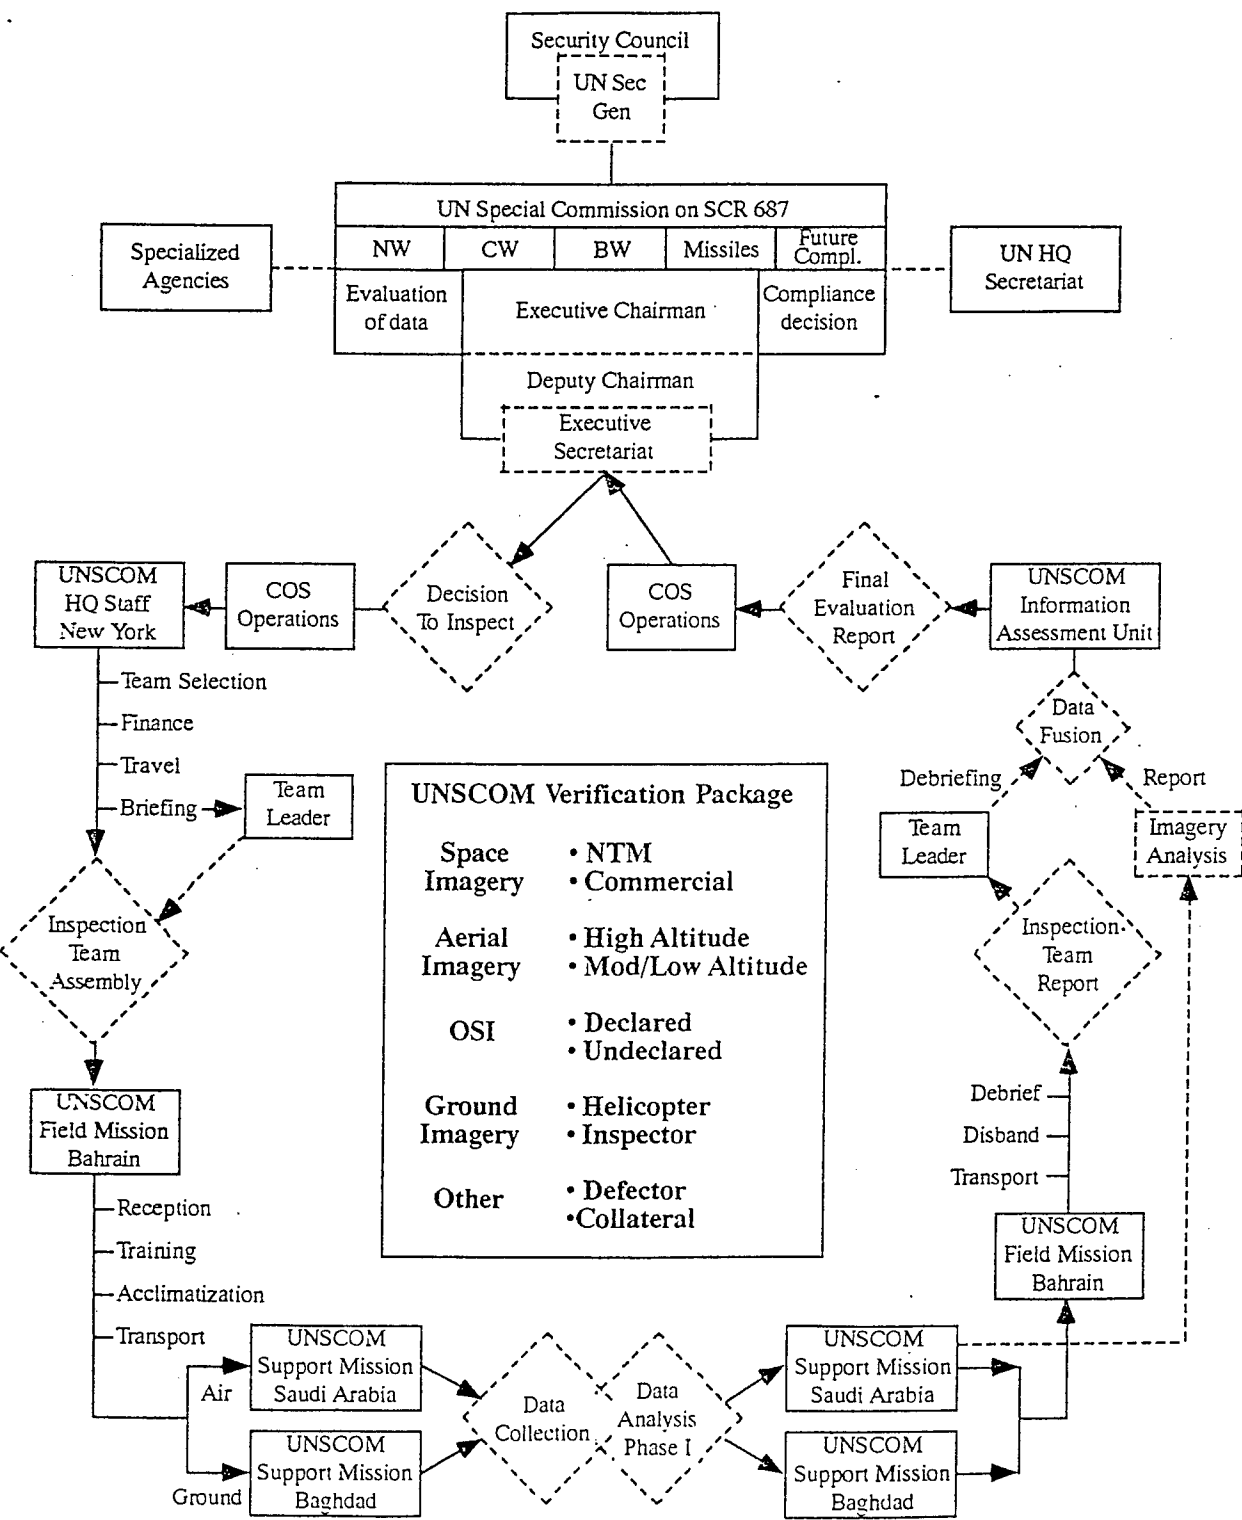 Security Council
UN Sec
Gen
UN Special Commission on SCR 687
NW
CW
BW
Missiles
Future
Compl.
Specialized
Agencies
UN HQ
Secretariat
Evaluation
of data
Executive Chairman
Compliance
decision
Deputy Chairman
Executive
Secretariat
UNSCOM
HQ Staff
New York
COS
Operations
Decision
To Inspect
COS
Operations
Final
Evaluation
Report
UNSCOM
Information
Assessment Unit
Team Selection
Finance
Travel
Briefing
Team
Leader
Inspection
Team
Assembly
UNSCOM
Field Mission
Bahrain
Reception
Training
Acclimatization
Transport
Air
Ground
UNSCOM
Support Mission
Saudi Arabia
UNSCOM
Support Mission
Baghdad
Data
Collection
Data
Analysis
Phase I
UNSCOM
Support Mission
Saudi Arabia
UNSCOM
Support Mission
Baghdad
UNSCOM
Field Mission
Bahrain
Debrief
Disband
Transport
Inspection
Team
Report
Team
Leader
Imagery
Analysis
Debriefing
Report
Data
Fusion
UNSCOM Verification Package
Space
Imagery
• NTM
• Commercial
Aerial
Imagery
• High Altitude
• Mod/Low Altitude
OSI
• Declared
• Undeclared
Ground
Imagery
• Helicopter
• Inspector
Other
• Defector
•Collateral